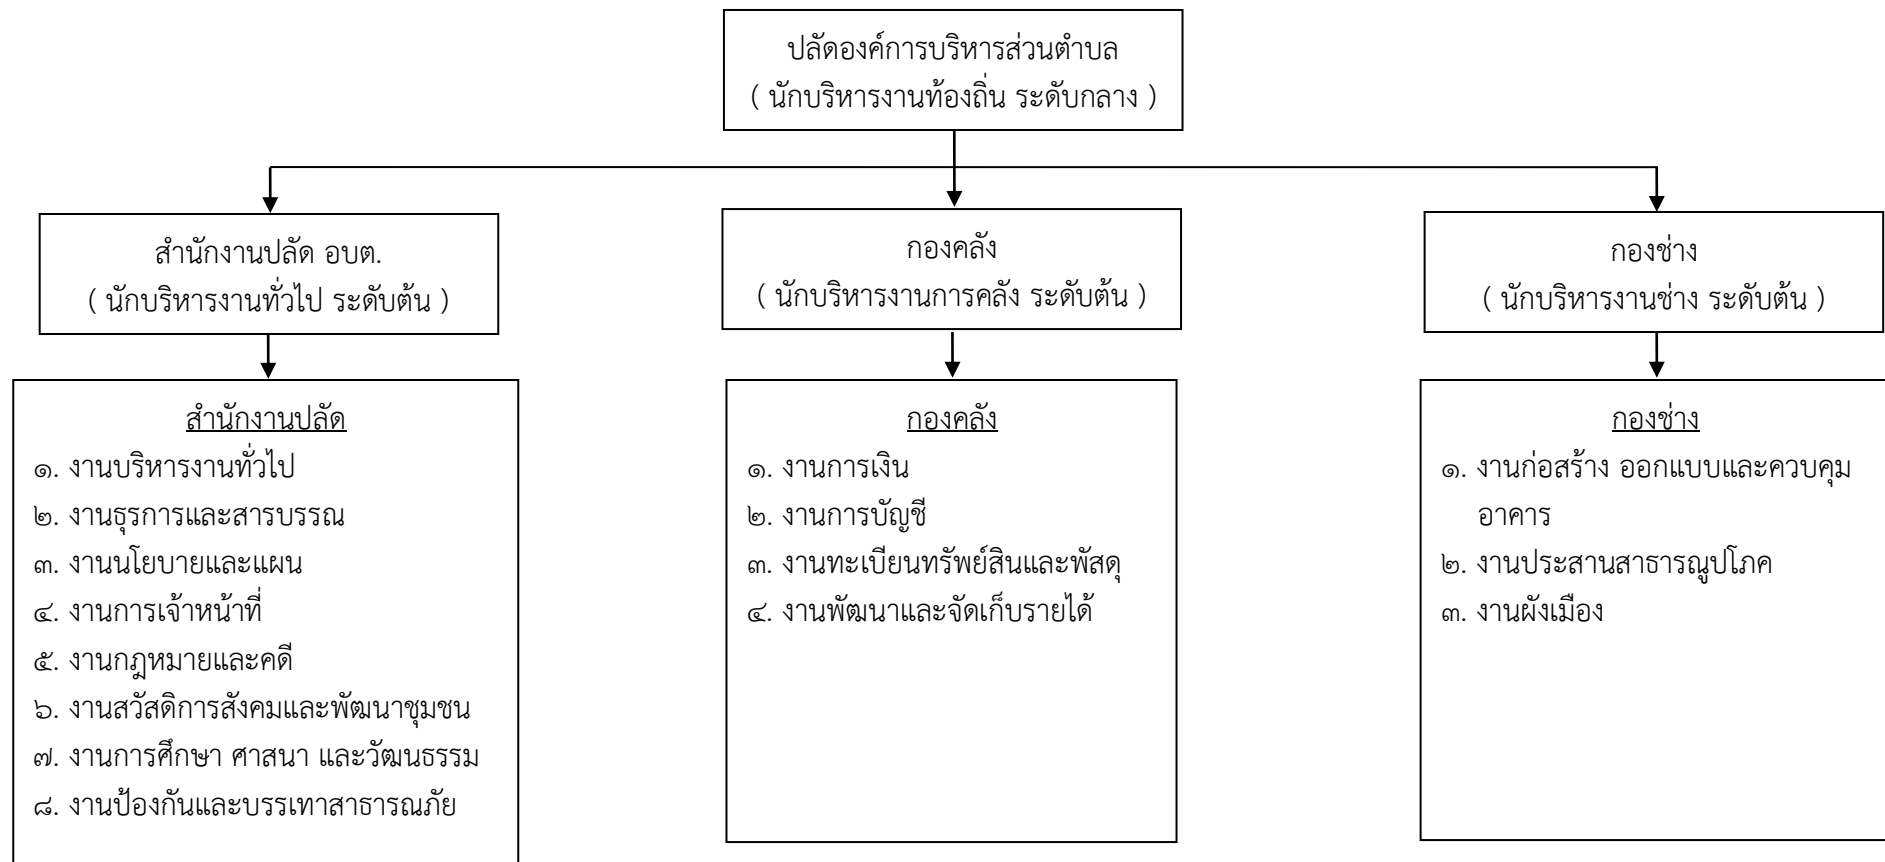 ปลัดองค์การบริหารส่วนตำบล
( นักบริหารงานท้องถิ่น ระดับกลาง )
สำนักงานปลัด อบต.
( นักบริหารงานทั่วไป ระดับต้น )
กองคลัง
( นักบริหารงานการคลัง ระดับต้น )
กองช่าง
( นักบริหารงานช่าง ระดับต้น )
สำนักงานปลัด
๑. งานบริหารงานทั่วไป
๒. งานธุรการและสารบรรณ
๓. งานนโยบายและแผน
๔. งานการเจ้าหน้าที่
๕. งานกฎหมายและคดี
๖. งานสวัสดิการสังคมและพัฒนาชุมชน
๗. งานการศึกษา ศาสนา และวัฒนธรรม
๘. งานป้องกันและบรรเทาสาธารณภัย
กองคลัง
๑. งานการเงิน
๒. งานการบัญชี
๓. งานทะเบียนทรัพย์สินและพัสดุ
๔. งานพัฒนาและจัดเก็บรายได้
กองช่าง
๑. งานก่อสร้าง ออกแบบและควบคุม
อาคาร
๒. งานประสานสาธารณูปโภค
๓. งานผังเมือง